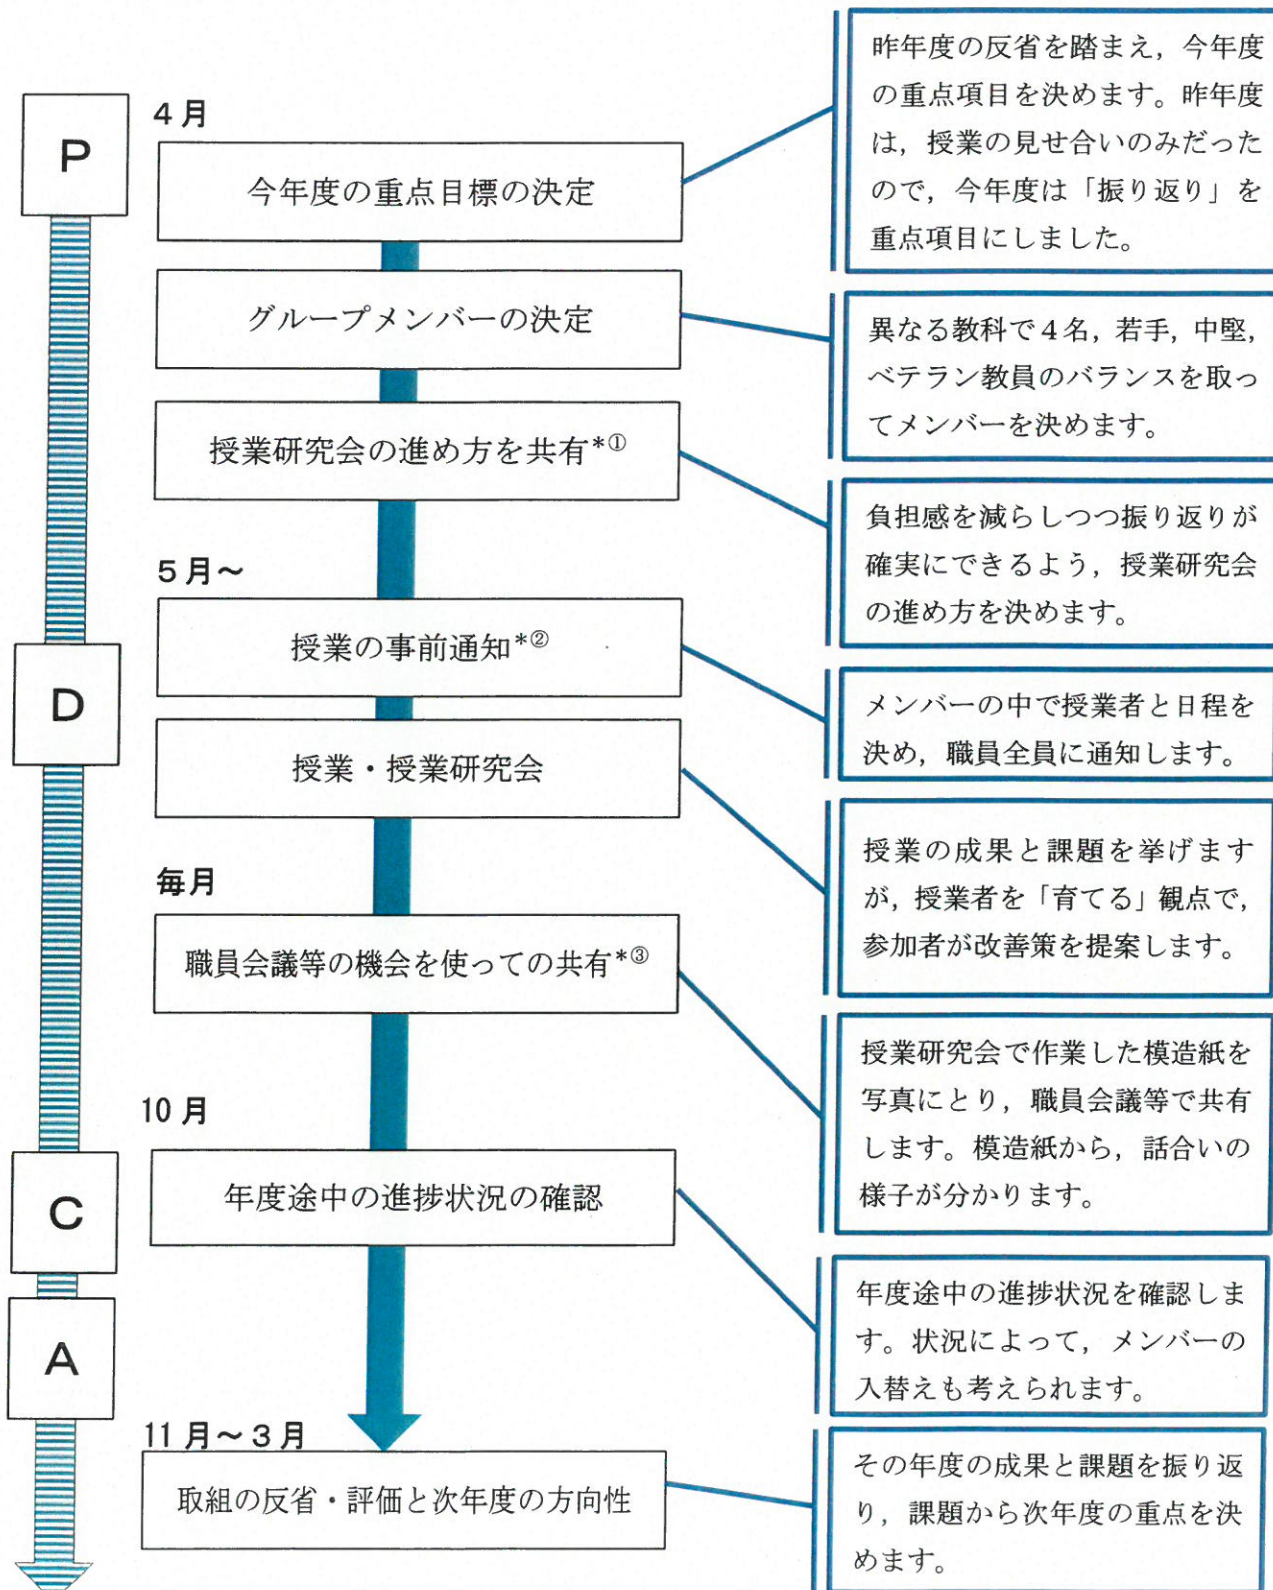 P
4月
今年度の重点目標の決定
昨年度の反省を踏まえ，今年度
の重点項目を決めます。昨年度
は，授業の見せ合いのみだった
ので，今年度は「振り返り」を
重点項目にしました。
グループメンバーの決定
異なる教科で４名，若手，中堅，
ベテラン教員のバランスを取っ
てメンバーを決めます。
授業研究会の進め方を共有*①
負担感を減らしつつ振り返りが
確実にできるよう，授業研究会
の進め方を決めます。
5月～
D
授業の事前通知*②
メンバーの中で授業者と日程を
決め，職員全員に通知します。
授業・授業研究会
授業の成果と課題を挙げます
が，授業者を「育てる」観点で，
参加者が改善策を提案します。
毎月
職員会議等の機会を使っての共有*③
授業研究会で作業した模造紙を
写真にとり，職員会議等で共有
します。模造紙から，話合いの
様子が分かります。
10月
C
年度途中の進捗状況の確認
年度途中の進捗状況を確認しま
す。状況によって，メンバーの
入替えも考えられます。
A
11月～3月
取組の反省・評価と次年度の方向性
その年度の成果と課題を振り返
り，課題から次年度の重点を決
めます。